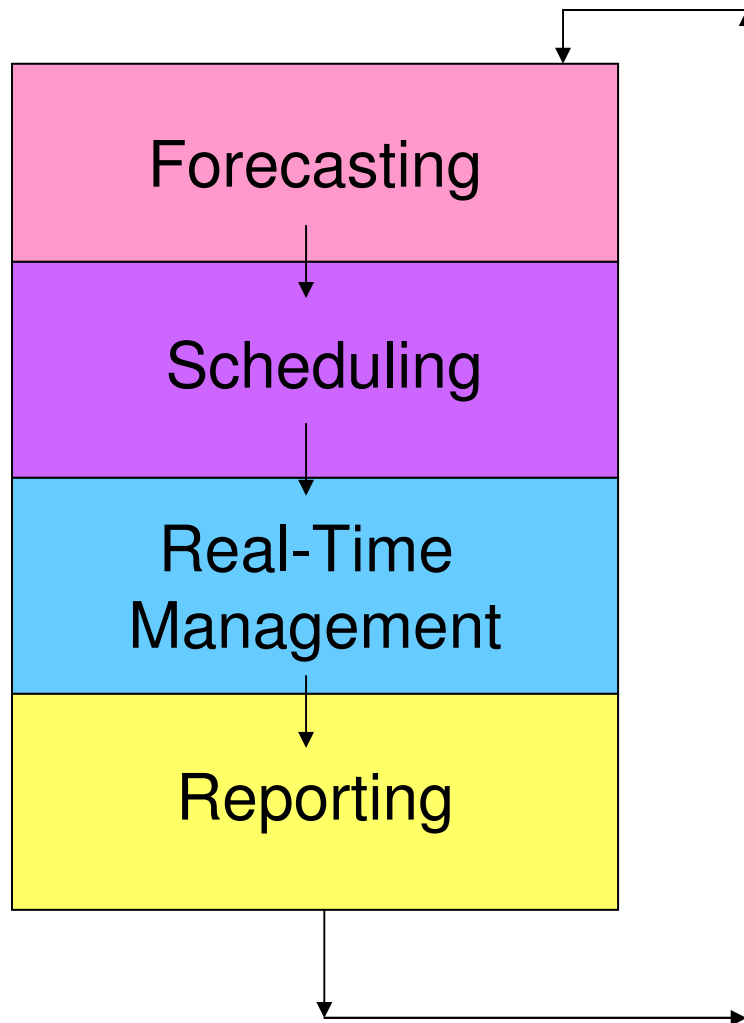 Forecasting
Scheduling
Real-Time
Management
Reporting